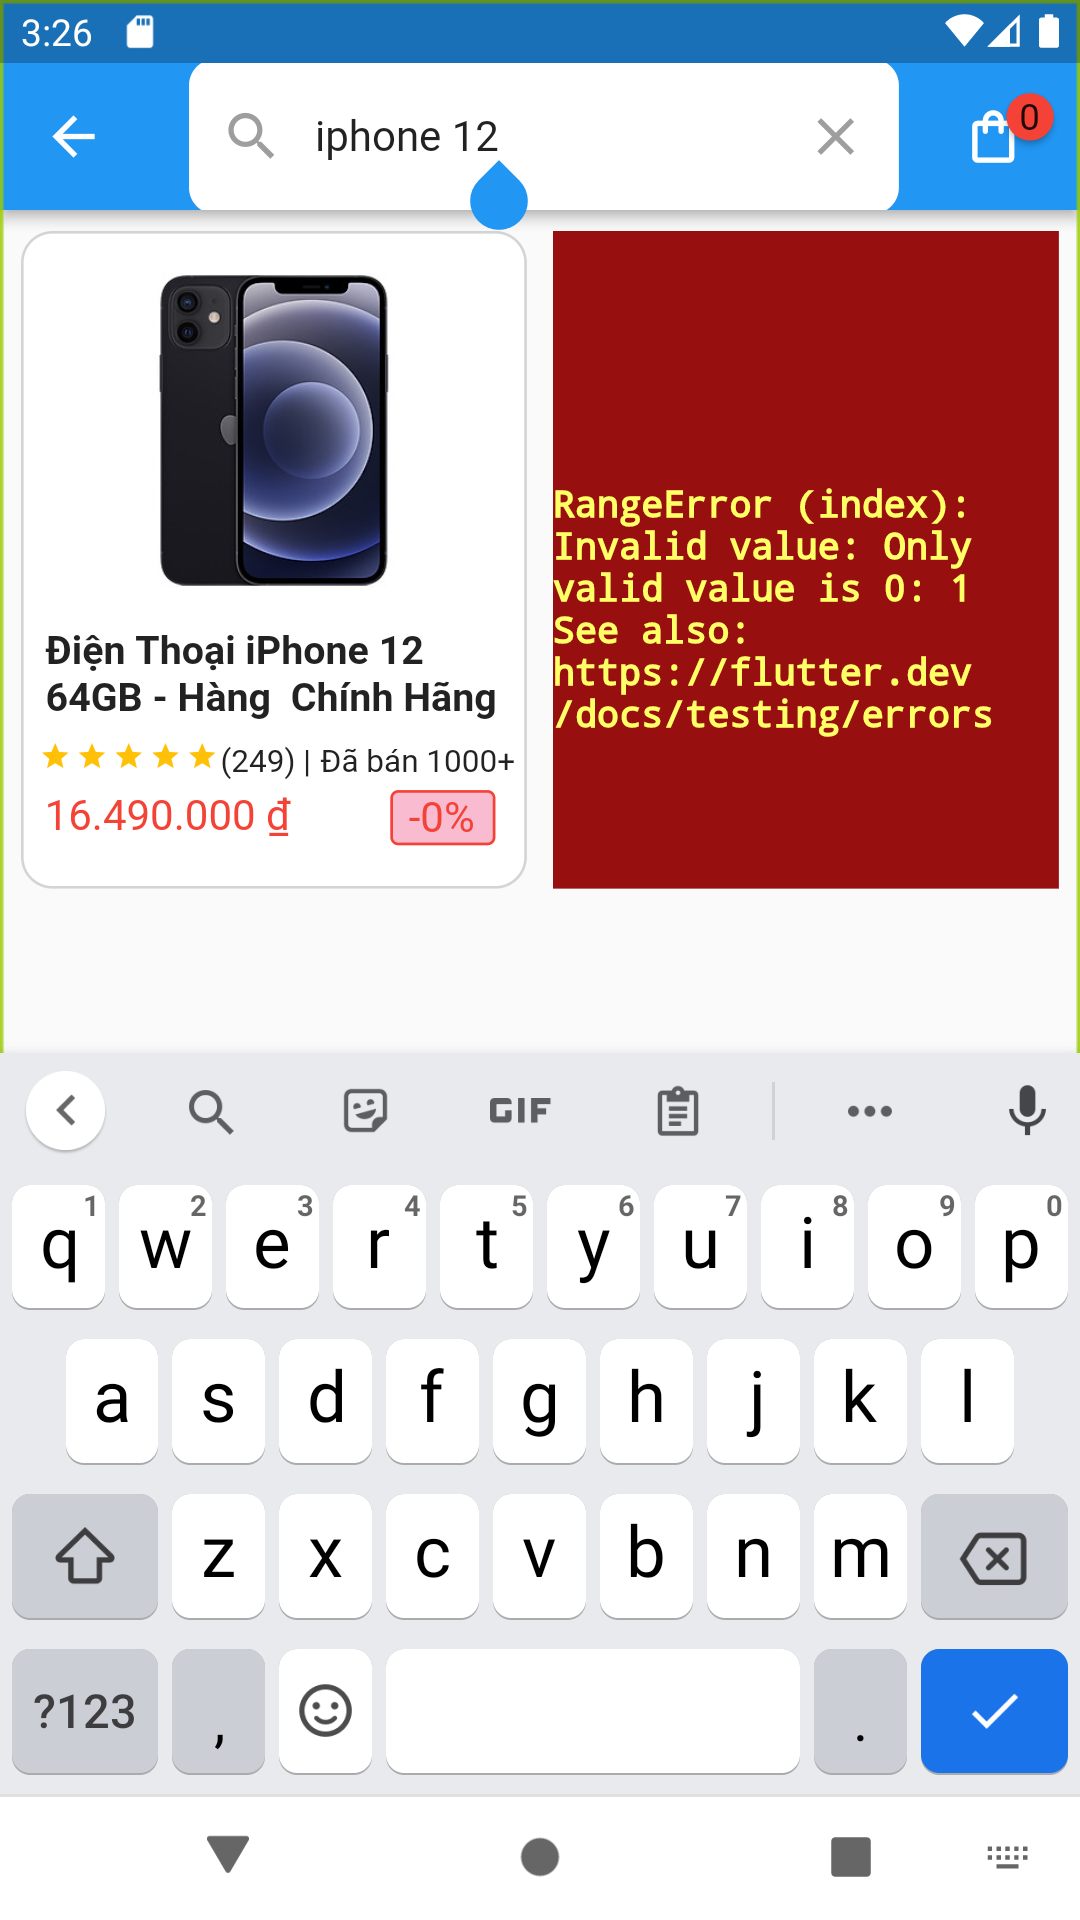 3:26
iphone 12
0
RangeError (index):
Invalid value: Only
valid value is 0: 1
See also:
https://flutter.dev
/docs/testing/errors
Điện Thoại iPhone 12
64GB - Hàng Chính Hãng
(249) | Đã bán 1000+
16.490.000 ₫
-0%
GIF
1 2 3 4 5 6 7 8 9 0
q w e r t y u i o p
a s d f g h j k l
z x c v b n m
?123 , .